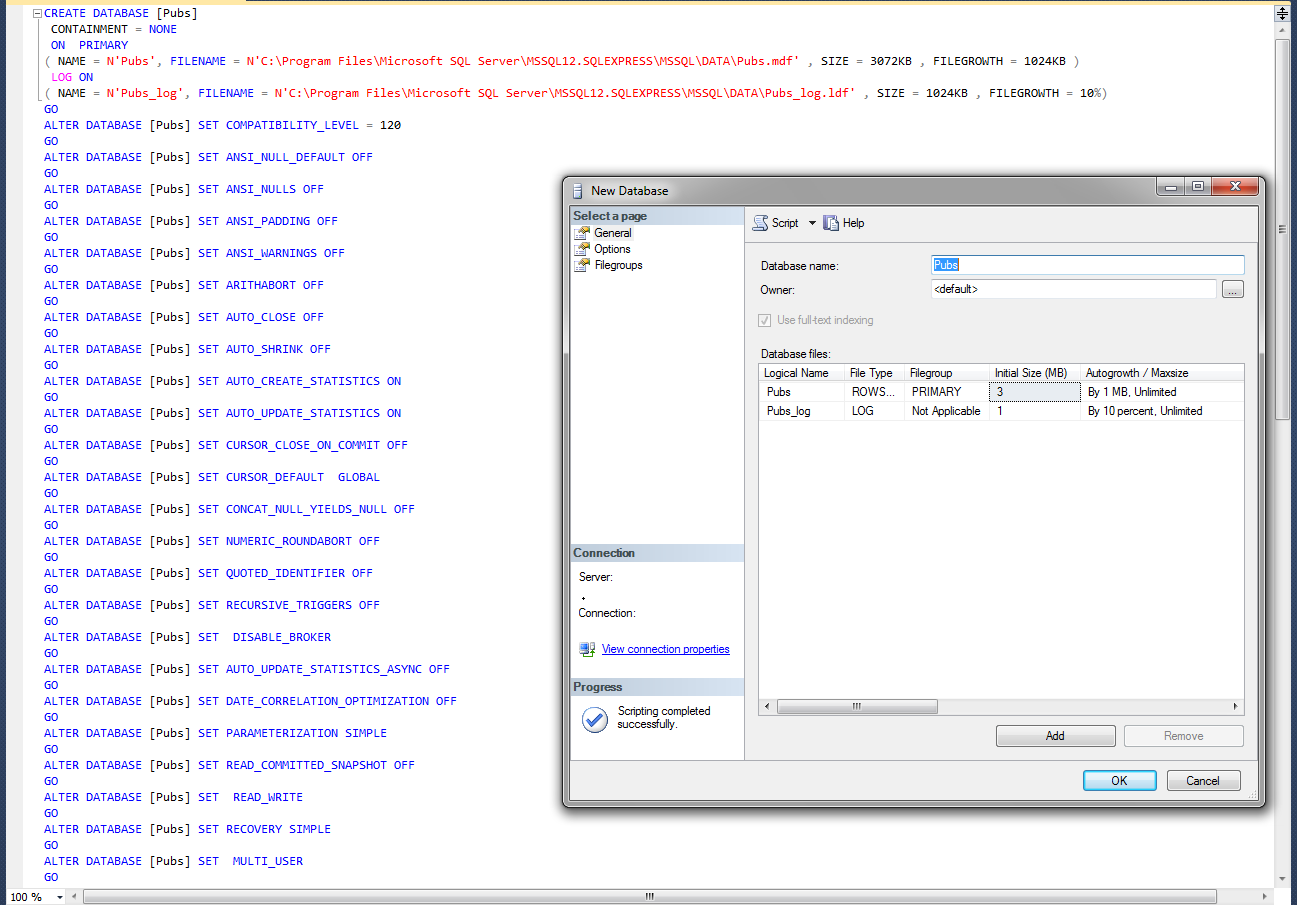 CREATE DATABASE [Pubs]
CONTAINMENT = NONE
ON  PRIMARY
( NAME = N'Pubs', FILENAME = N'C:\Program Files\Microsoft SQL Server\MSSQL12.SQLEXPRESS\MSSQL\DATA\Pubs.mdf' , SIZE = 3072KB , FILEGROWTH = 1024KB )
LOG ON
( NAME = N'Pubs_log', FILENAME = N'C:\Program Files\Microsoft SQL Server\MSSQL12.SQLEXPRESS\MSSQL\DATA\Pubs_log.ldf' , SIZE = 1024KB , FILEGROWTH = 10%)
GO
ALTER DATABASE [Pubs] SET COMPATIBILITY_LEVEL = 120
GO
ALTER DATABASE [Pubs] SET ANSI_NULL_DEFAULT OFF
GO
ALTER DATABASE [Pubs] SET ANSI_NULLS OFF
GO
ALTER DATABASE [Pubs] SET ANSI_PADDING OFF
GO
ALTER DATABASE [Pubs] SET ANSI_WARNINGS OFF
GO
ALTER DATABASE [Pubs] SET ARITHABORT OFF
GO
ALTER DATABASE [Pubs] SET AUTO_CLOSE OFF
GO
ALTER DATABASE [Pubs] SET AUTO_SHRINK OFF
GO
ALTER DATABASE [Pubs] SET AUTO_CREATE_STATISTICS ON
GO
ALTER DATABASE [Pubs] SET AUTO_UPDATE_STATISTICS ON
GO
ALTER DATABASE [Pubs] SET CURSOR_CLOSE_ON_COMMIT OFF
GO
ALTER DATABASE [Pubs] SET CURSOR_DEFAULT  GLOBAL
GO
ALTER DATABASE [Pubs] SET CONCAT_NULL_YIELDS_NULL OFF
GO
ALTER DATABASE [Pubs] SET NUMERIC_ROUNDABORT OFF
GO
ALTER DATABASE [Pubs] SET QUOTED_IDENTIFIER OFF
GO
ALTER DATABASE [Pubs] SET RECURSIVE_TRIGGERS OFF
GO
ALTER DATABASE [Pubs] SET  DISABLE_BROKER
GO
ALTER DATABASE [Pubs] SET AUTO_UPDATE_STATISTICS_ASYNC OFF
GO
ALTER DATABASE [Pubs] SET DATE_CORRELATION_OPTIMIZATION OFF
GO
ALTER DATABASE [Pubs] SET PARAMETERIZATION SIMPLE
GO
ALTER DATABASE [Pubs] SET READ_COMMITTED_SNAPSHOT OFF
GO
ALTER DATABASE [Pubs] SET  READ_WRITE
GO
ALTER DATABASE [Pubs] SET RECOVERY SIMPLE
GO
ALTER DATABASE [Pubs] SET  MULTI_USER
GO
100 %
New Database
Select a page
General
Options
Filegroups
Connection
Server:
.
Connection:
View connection properties
Progress
Scripting completed
successfully.
Script Help
Database name: Pubs
Owner: <default> ...
Use full-text indexing
Database files:
Logical Name File Type Filegroup Initial Size (MB) Autogrowth / Maxsize
Pubs ROWS... PRIMARY 3 By 1 MB, Unlimited
Pubs_log LOG Not Applicable 1 By 10 percent, Unlimited
Add Remove
OK Cancel